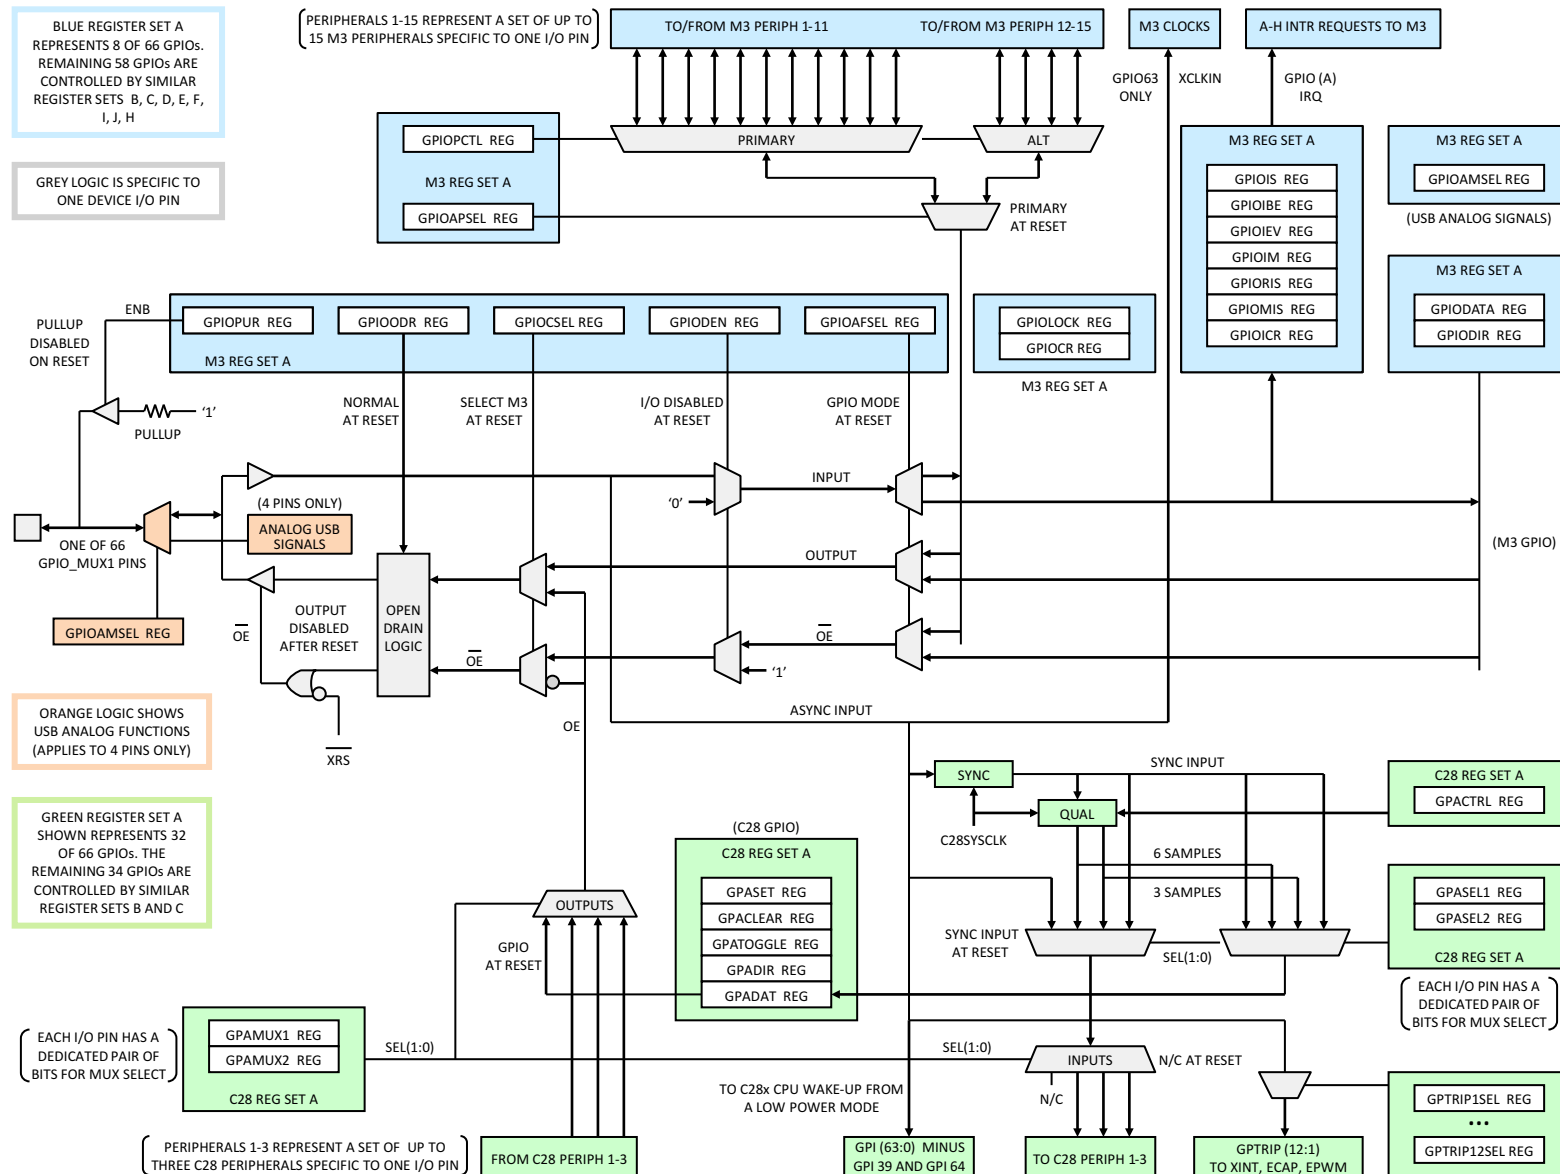 BLUE REGISTER SET A
REPRESENTS 8 OF 66 GPIOs.
REMAINING 58 GPIOs ARE
CONTROLLED BY SIMILAR
REGISTER SETS B, C, D, E, F,
I, J, H
PERIPHERALS 1-15 REPRESENT A SET OF UP TO
15 M3 PERIPHERALS SPECIFIC TO ONE I/O PIN
TO/FROM M3 PERIPH 1-11
TO/FROM M3 PERIPH 12-15
M3 CLOCKS
A-H INTR REQUESTS TO M3
GPIO63
ONLY
XCLKIN
GPIO (A)
IRQ
GREY LOGIC IS SPECIFIC TO
ONE DEVICE I/O PIN
GPIOPCTL REG
M3 REG SET A
GPIOAPSEL REG
PRIMARY
ALT
PRIMARY
AT RESET
M3 REG SET A
GPIOIS REG
GPIOIBE REG
GPIOIEV REG
GPIOIM REG
GPIORIS REG
GPIOMIS REG
GPIOICR REG
M3 REG SET A
GPIOAMSEL REG
(USB ANALOG SIGNALS)
M3 REG SET A
GPIODATA REG
GPIODIR REG
ENB
PULLUP
DISABLED
ON RESET
GPIOPUR REG
GPIOODR REG
GPIOCSEL REG
GPIODEN REG
GPIOAFSEL REG
M3 REG SET A
GPIOLOCK REG
GPIOCR REG
M3 REG SET A
‘1’
PULLUP
NORMAL
AT RESET
SELECT M3
AT RESET
I/O DISABLED
AT RESET
GPIO MODE
AT RESET
INPUT
‘0’
(4 PINS ONLY)
ANALOG USB
SIGNALS
ONE OF 66
GPIO_MUX1 PINS
OUTPUT
(M3 GPIO)
GPIOAMSEL REG
OE
OUTPUT
DISABLED
AFTER RESET
OPEN
DRAIN
LOGIC
OE
OE
‘1’
OE
XRS
ASYNC INPUT
ORANGE LOGIC SHOWS
USB ANALOG FUNCTIONS
(APPLIES TO 4 PINS ONLY)
GREEN REGISTER SET A
SHOWN REPRESENTS 32
OF 66 GPIOs. THE
REMAINING 34 GPIOs ARE
CONTROLLED BY SIMILAR
REGISTER SETS B AND C
SYNC
SYNC INPUT
QUAL
C28SYSCLK
C28 REG SET A
GPACTRL REG
(C28 GPIO)
C28 REG SET A
GPASET REG
GPACLEAR REG
GPATOGGLE REG
GPADIR REG
GPADAT REG
6 SAMPLES
3 SAMPLES
GPASEL1 REG
GPASEL2 REG
C28 REG SET A
EACH I/O PIN HAS A
DEDICATED PAIR OF
BITS FOR MUX SELECT
OUTPUTS
GPIO
AT RESET
SYNC INPUT
AT RESET
SEL(1:0)
EACH I/O PIN HAS A
DEDICATED PAIR OF
BITS FOR MUX SELECT
GPAMUX1 REG
GPAMUX2 REG
C28 REG SET A
SEL(1:0)
SEL(1:0)
INPUTS
N/C AT RESET
N/C
TO C28x CPU WAKE-UP FROM
A LOW POWER MODE
GPTRIP1SEL REG
...
GPTRIP12SEL REG
PERIPHERALS 1-3 REPRESENT A SET OF UP TO
THREE C28 PERIPHERALS SPECIFIC TO ONE I/O PIN
FROM C28 PERIPH 1-3
GPI (63:0) MINUS
GPI 39 AND GPI 64
TO C28 PERIPH 1-3
GPTRIP (12:1)
TO XINT, ECAP, EPWM